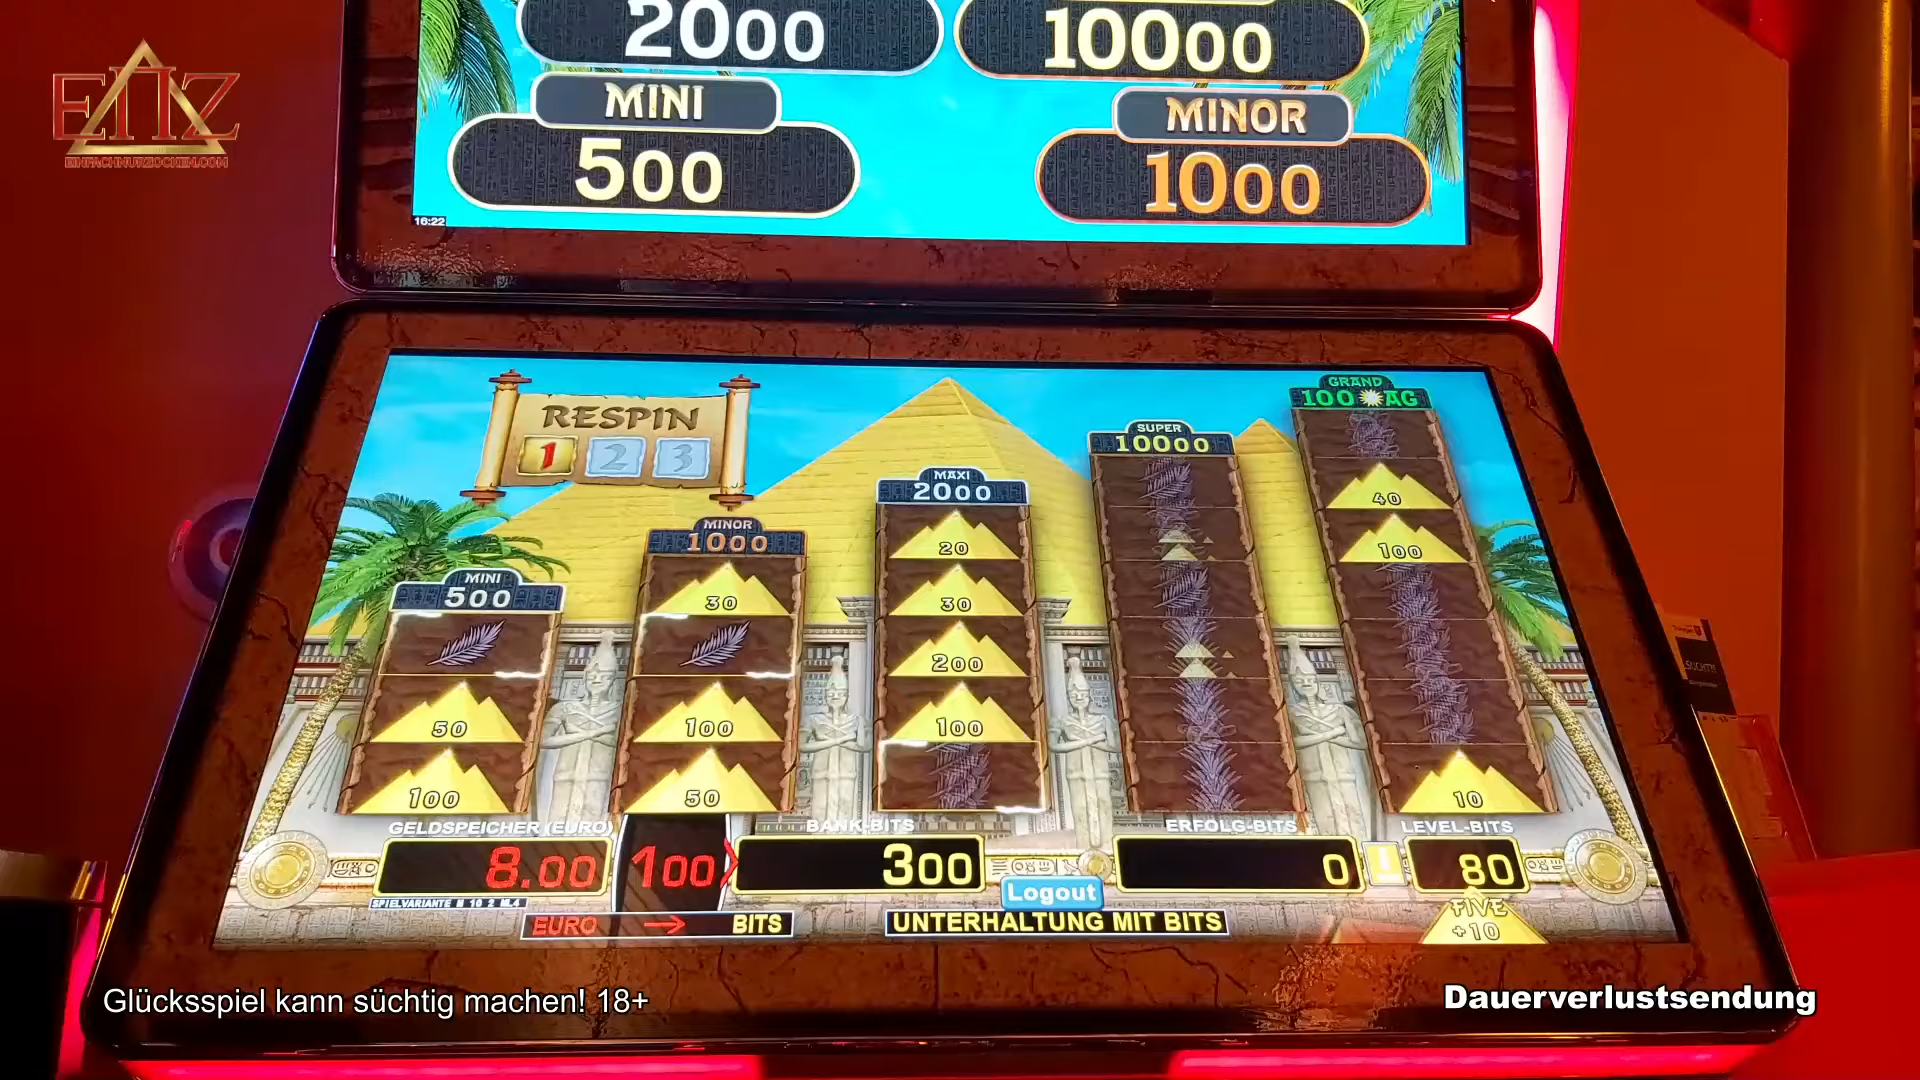 2000
10000
MINI
MINOR
500
1000
16:22
EПZ
EINFACHNURZOCKEN.COM
RESPIN
1 2 3
GRAND
100 AG
SUPER
10000
MAXI
2000
MINOR
1000
MINI
500
40
100
20
30
30
200
50
100
100
100
50
10
GELDSPEICHER (EURO)
BANK-BITS
ERFOLG-BITS
LEVEL-BITS
8.00
100
300
0
80
Logout
EURO → BITS
UNTERHALTUNG MIT BITS
FIVE
+10
Glücksspiel kann süchtig machen! 18+
Dauerverlustsendung